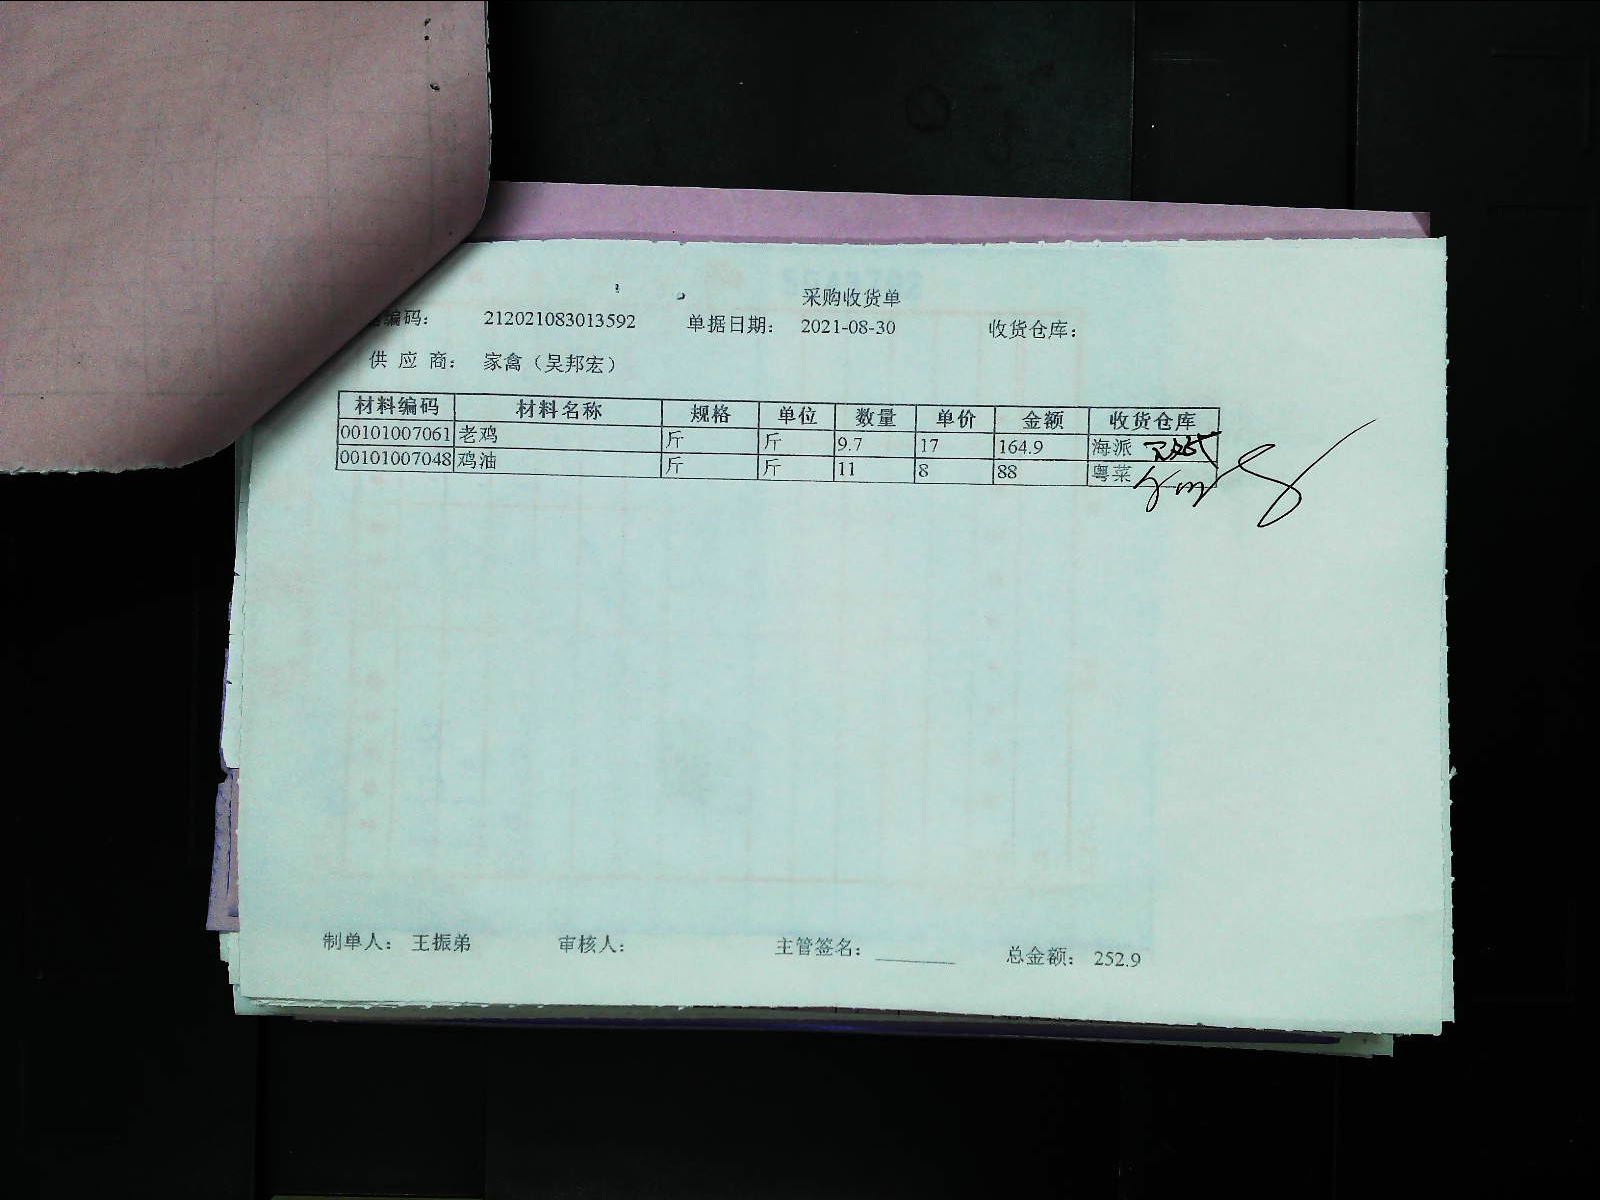 采购收货单
编码： 212021083013592 单据日期： 2021-08-30 收货仓库：
供 应 商： 家禽（吴邦宏）
材料编码 材料名称 规格 单位 数量 单价 金额 收货仓库
00101007061 老鸡 斤 斤 9.7 17 164.9 海派
00101007048 鸡油 斤 斤 11 8 88 粤菜
制单人： 王振弟 审核人： 主管签名： 总金额： 252.9